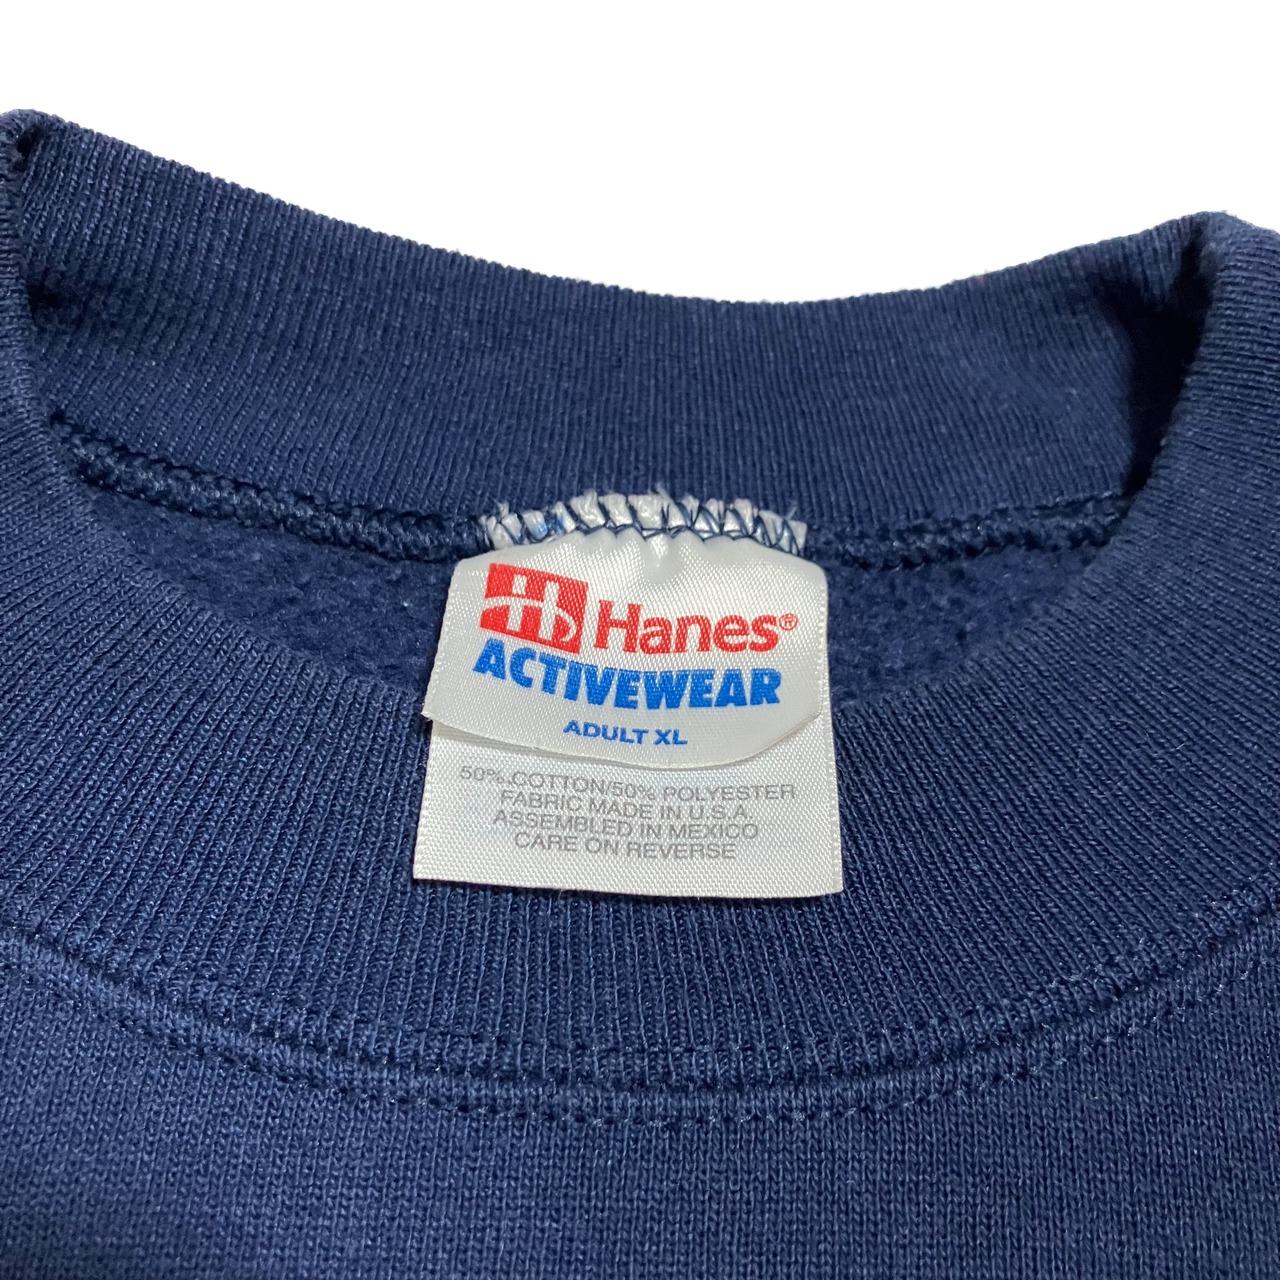 Hanes®
ACTIVEWEAR
ADULT XL
50% COTTON/50% POLYESTER
FABRIC MADE IN U.S.A.
ASSEMBLED IN MEXICO
CARE ON REVERSE